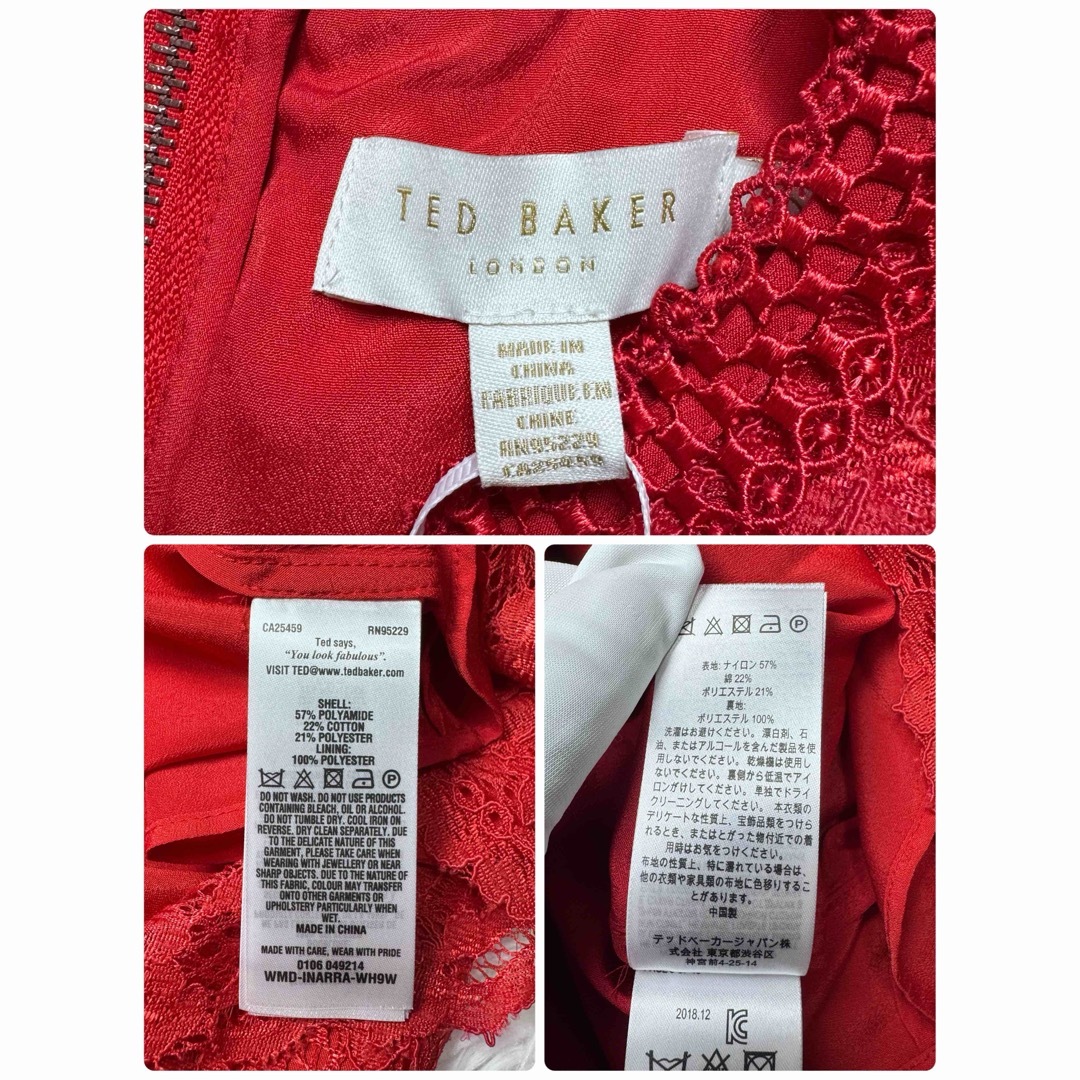 TED BAKER
LONDON
MADE IN
CHINA
FABRIQUE EN
CHINE
RN95229
CA25459
CA25459 RN95229
Ted says,
“You look fabulous”.
VISIT TED@www.tedbaker.com
SHELL:
57% POLYAMIDE
22% COTTON
21% POLYESTER
LINING:
100% POLYESTER
P
DO NOT WASH. DO NOT USE PRODUCTS
CONTAINING BLEACH, OIL OR ALCOHOL.
DO NOT TUMBLE DRY. COOL IRON ON
REVERSE. DRY CLEAN SEPARATELY. DUE
TO THE DELICATE NATURE OF THIS
GARMENT, PLEASE TAKE CARE WHEN
WEARING WITH JEWELLERY OR NEAR
SHARP OBJECTS. DUE TO THE NATURE OF
THIS FABRIC, COLOUR MAY TRANSFER
ONTO OTHER GARMENTS OR
UPHOLSTERY PARTICULARLY WHEN
WET.
MADE IN CHINA
MADE WITH CARE, WEAR WITH PRIDE
0106 049214
WMD-INARRA-WH9W
P
表地: ナイロン 57%
綿 22%
ポリエステル 21%
裏地:
ポリエステル 100%
洗濯はお避けください。漂白剤、石
油、またはアルコールを含んだ製品を使
用しないでください。乾燥機は使用し
ないでください。裏側から低温でアイ
ロンがけしてください。単独でドライ
クリーニングしてください。 本衣類の
デリケートな性質上、宝飾品類をつけら
れるとき、またはとがった物付近での着
用時はお気をつけください。
布地の性質上、特に濡れている場合は、
他の衣類や家具類の布地に色移りするこ
とがあります。
中国製
テッドベーカージャパン株
式会社 東京都渋谷区
神宮前4-25-14
2018.12